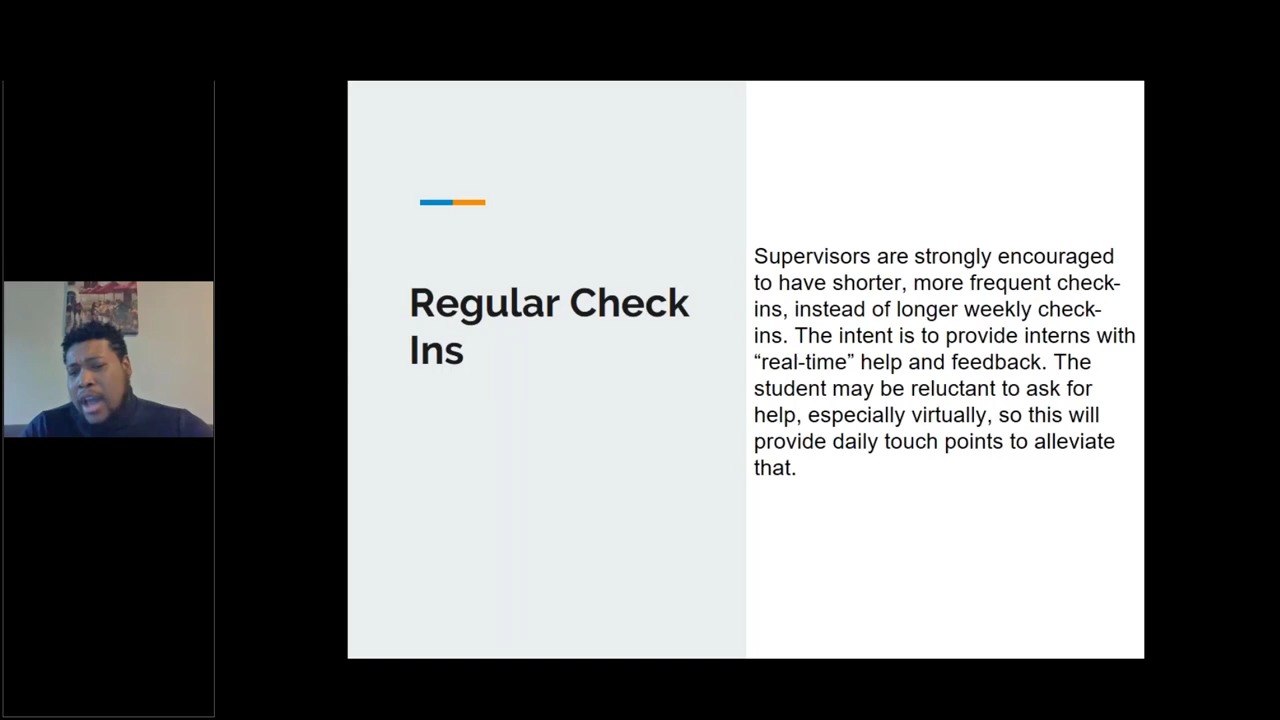 Regular Check
Ins
Supervisors are strongly encouraged
to have shorter, more frequent check-
ins, instead of longer weekly check-
ins. The intent is to provide interns with
“real-time” help and feedback. The
student may be reluctant to ask for
help, especially virtually, so this will
provide daily touch points to alleviate
that.